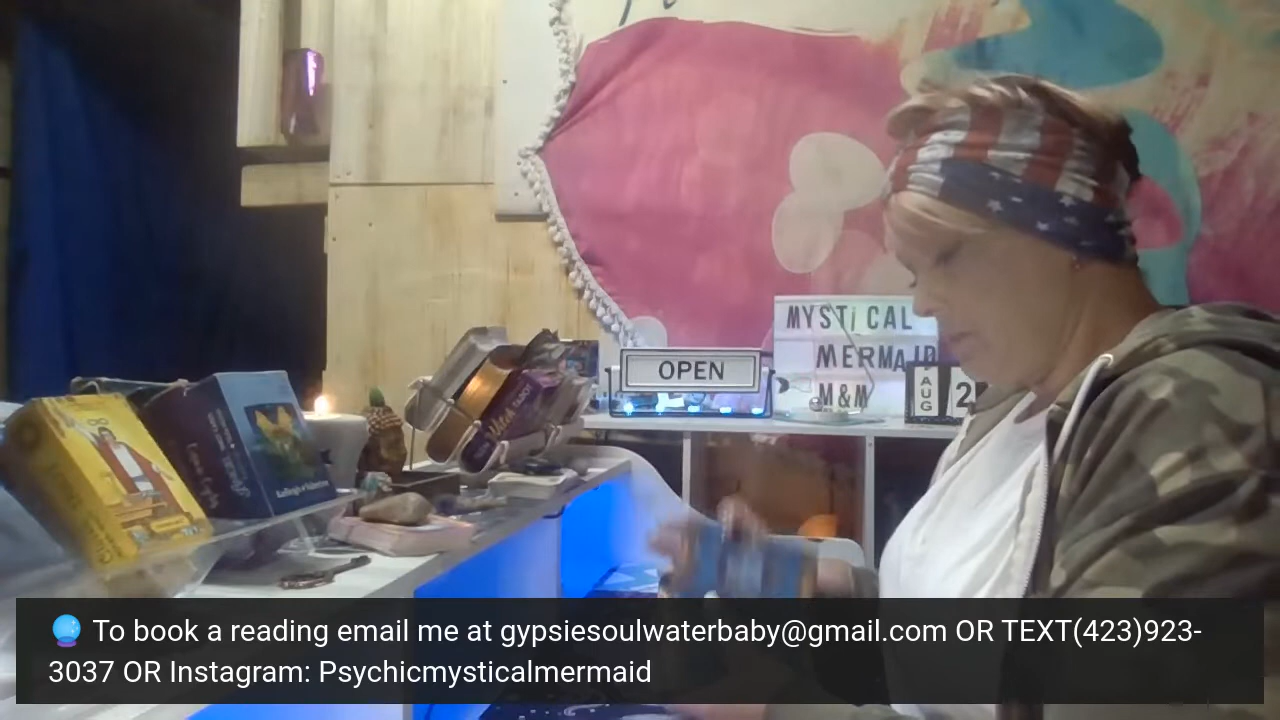 MYSTiCAL
MERMAID
M&M
OPEN
AUG
2
🔮 To book a reading email me at gypsiesoulwaterbaby@gmail.com OR TEXT(423)923-
3037 OR Instagram: Psychicmysticalmermaid